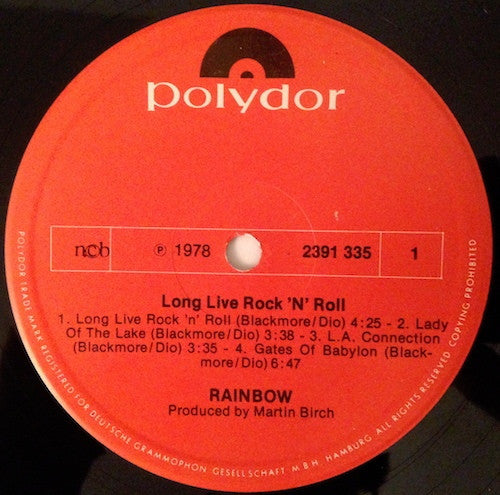 polydor
ncb ℗ 1978 2391 335 1
Long Live Rock 'N' Roll
1. Long Live Rock 'n' Roll (Blackmore/Dio) 4:25 - 2. Lady
Of The Lake (Blackmore/Dio) 3:38 - 3. L.A. Connection
(Blackmore/Dio) 3:35 - 4. Gates Of Babylon (Black-
more/Dio) 6:47
RAINBOW
Produced by Martin Birch
POLYDOR (TRADE) MARK REGISTERED FOR DEUTSCHE GRAMMOPHON GESELLSCHAFT M.B.H. HAMBURG. ALL RIGHTS RESERVED COPYING PROHIBITED